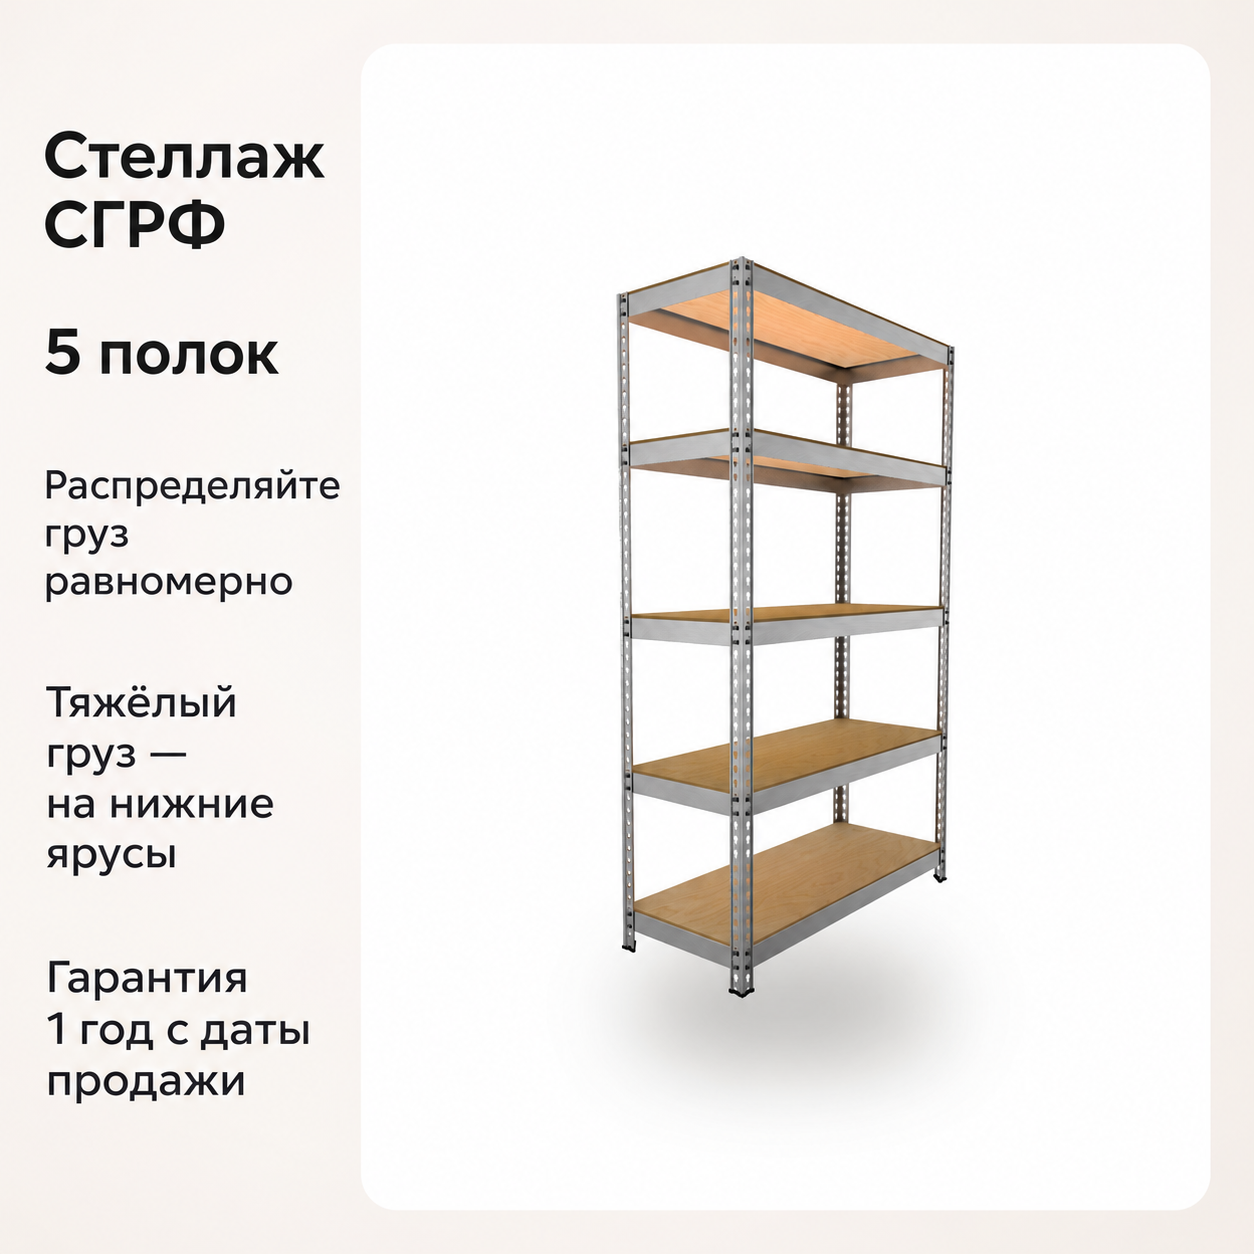 Стеллаж
СГРФ
5 полок
Распределяйте
груз
равномерно
Тяжёлый
груз —
на нижние
ярусы
Гарантия
1 год с даты
продажи